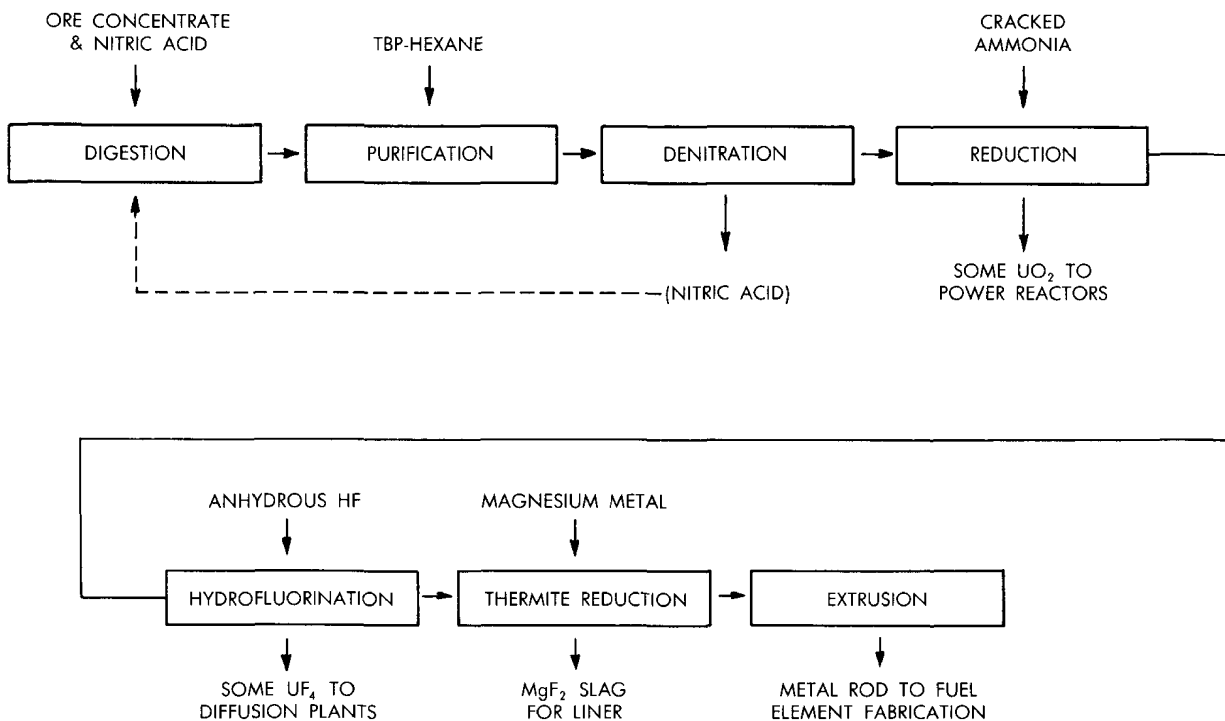 ORE CONCENTRATE
& NITRIC ACID
TBP-HEXANE
CRACKED
AMMONIA
DIGESTION
PURIFICATION
DENITRATION
REDUCTION
(NITRIC ACID)
SOME UO₂ TO
POWER REACTORS
ANHYDROUS HF
MAGNESIUM METAL
HYDROFLUORINATION
THERMITE REDUCTION
EXTRUSION
SOME UF₄ TO
DIFFUSION PLANTS
MgF₂ SLAG
FOR LINER
METAL ROD TO FUEL
ELEMENT FABRICATION